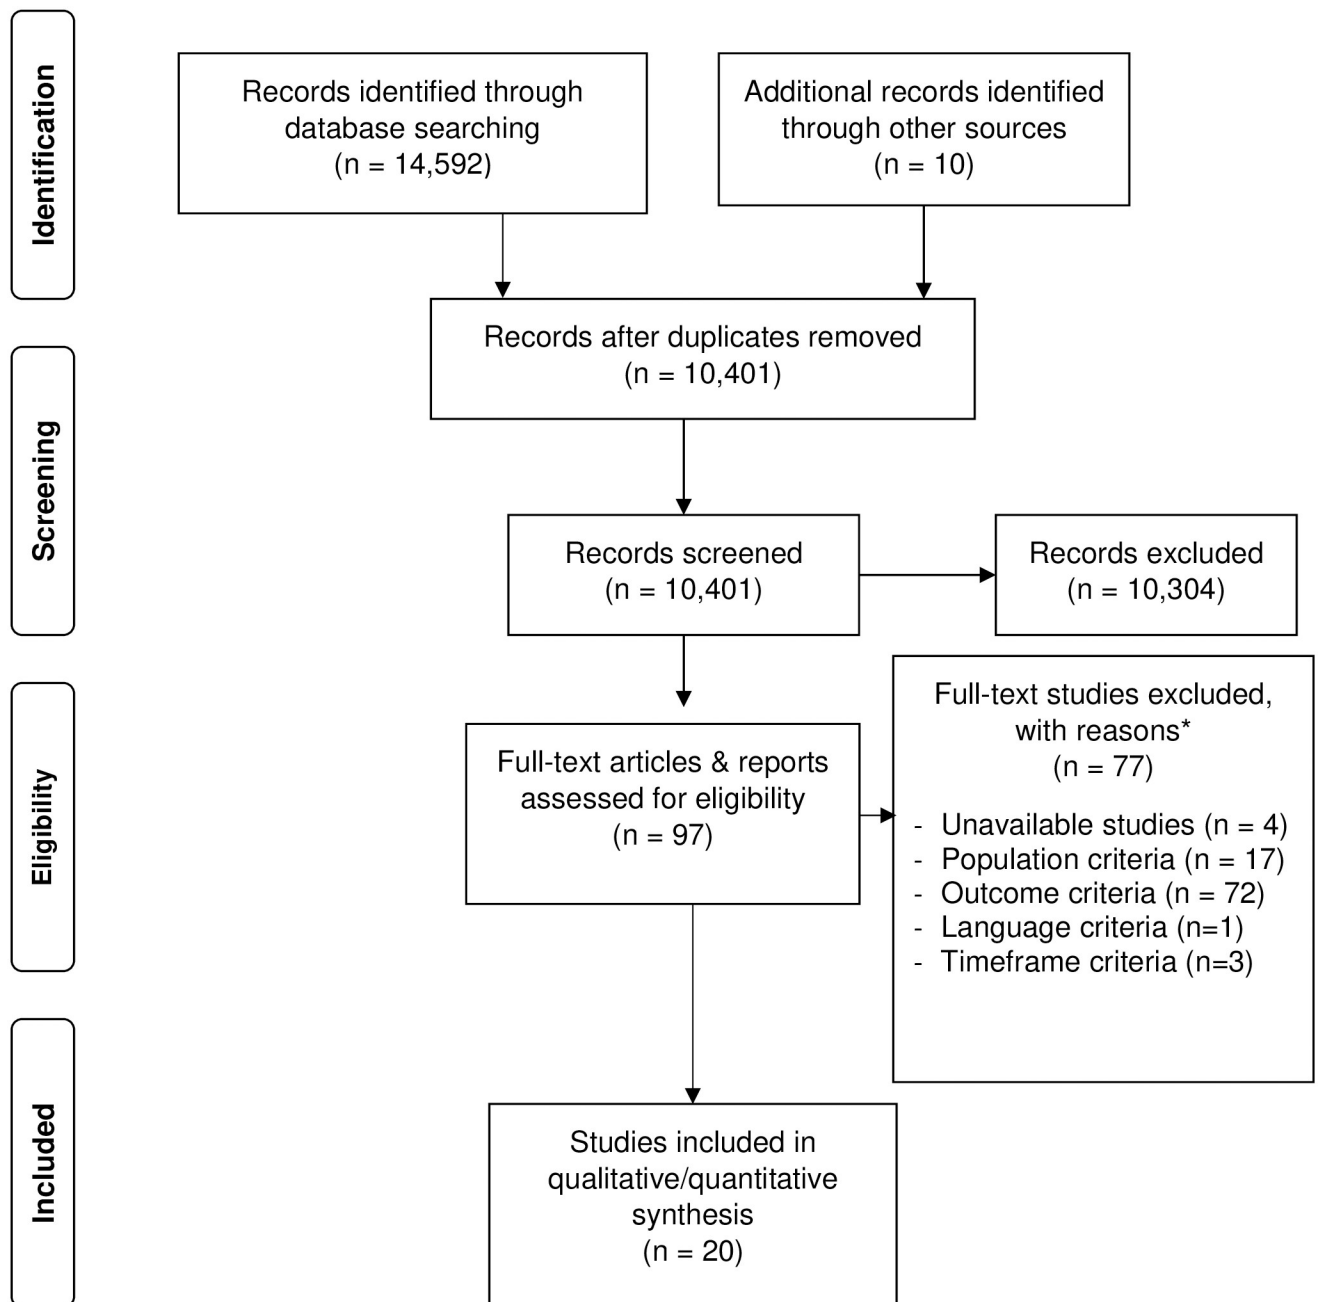 Identification
Records identified through
database searching
(n = 14,592)
Additional records identified
through other sources
(n = 10)
Records after duplicates removed
(n = 10,401)
Screening
Records screened
(n = 10,401)
Records excluded
(n = 10,304)
Eligibility
Full-text articles & reports
assessed for eligibility
(n = 97)
Full-text studies excluded,
with reasons*
(n = 77)
- Unavailable studies (n = 4)
- Population criteria (n = 17)
- Outcome criteria (n = 72)
- Language criteria (n=1)
- Timeframe criteria (n=3)
Included
Studies included in
qualitative/quantitative
synthesis
(n = 20)